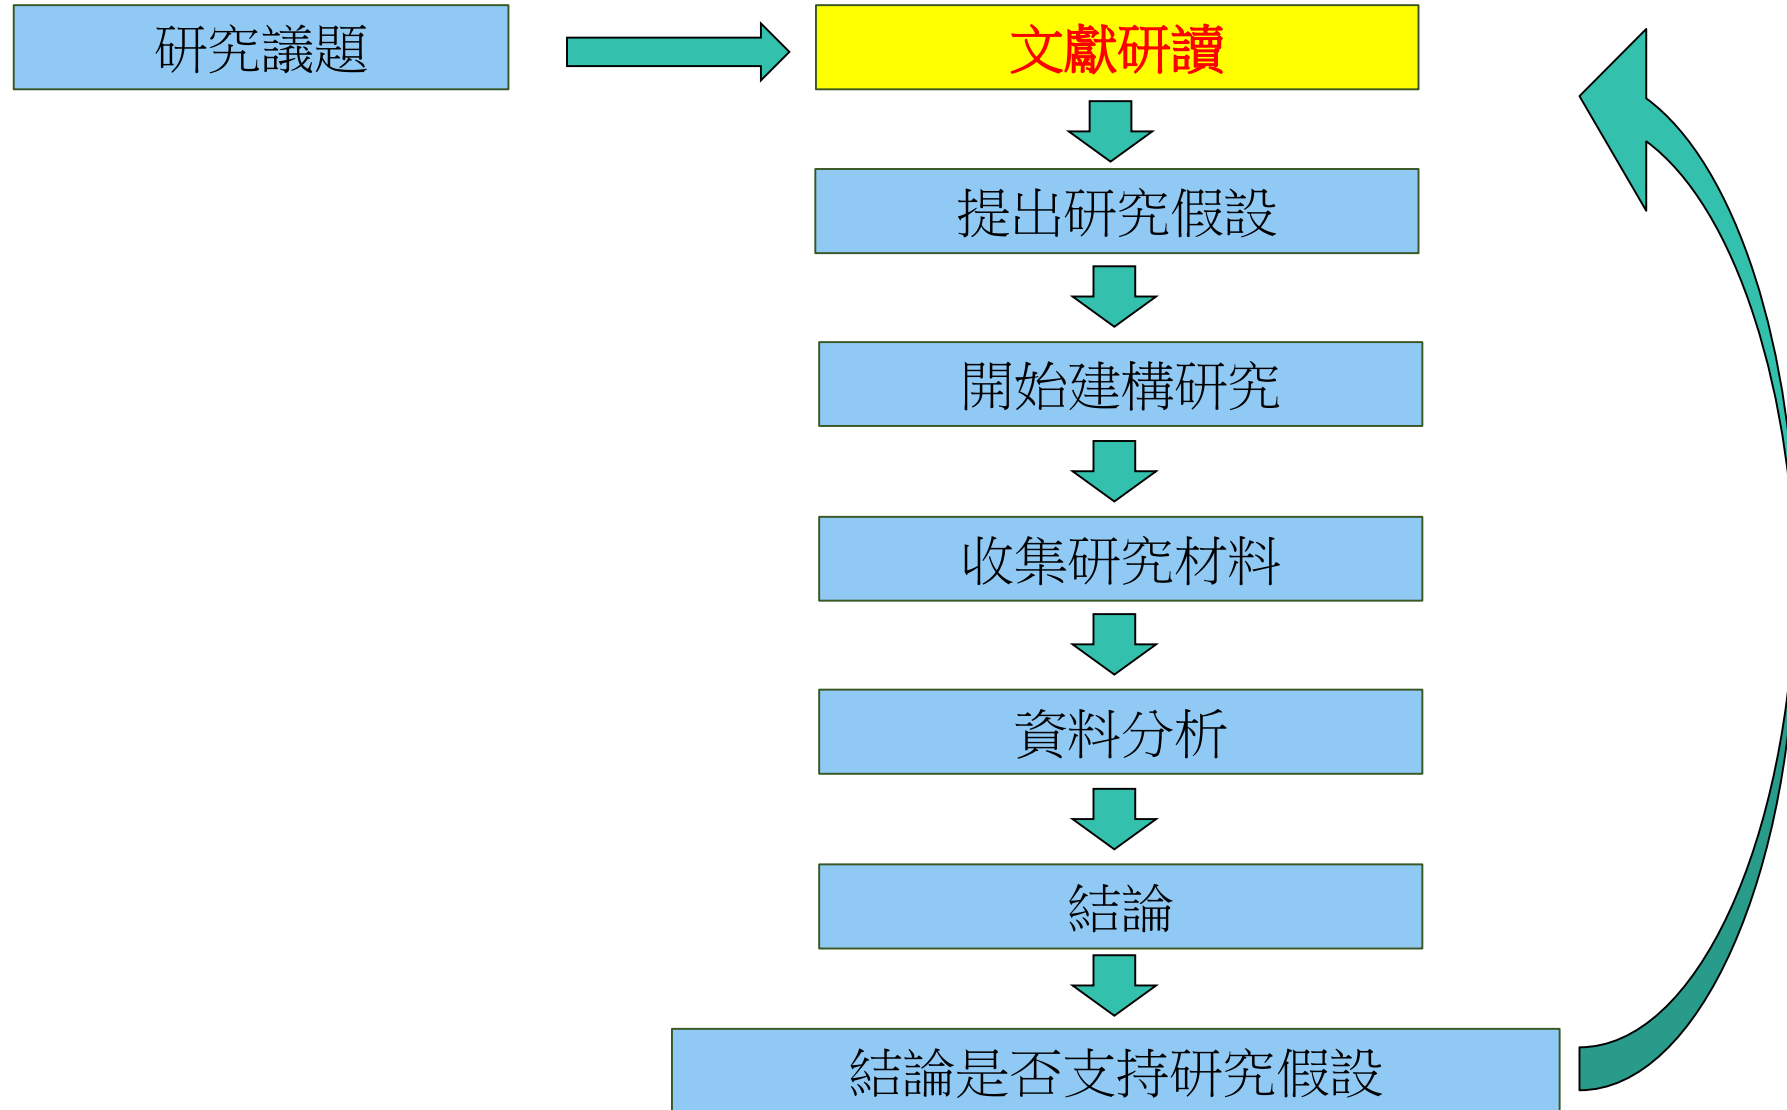 研究議題
文獻研讀
提出研究假設
開始建構研究
收集研究材料
資料分析
結論
結論是否支持研究假設